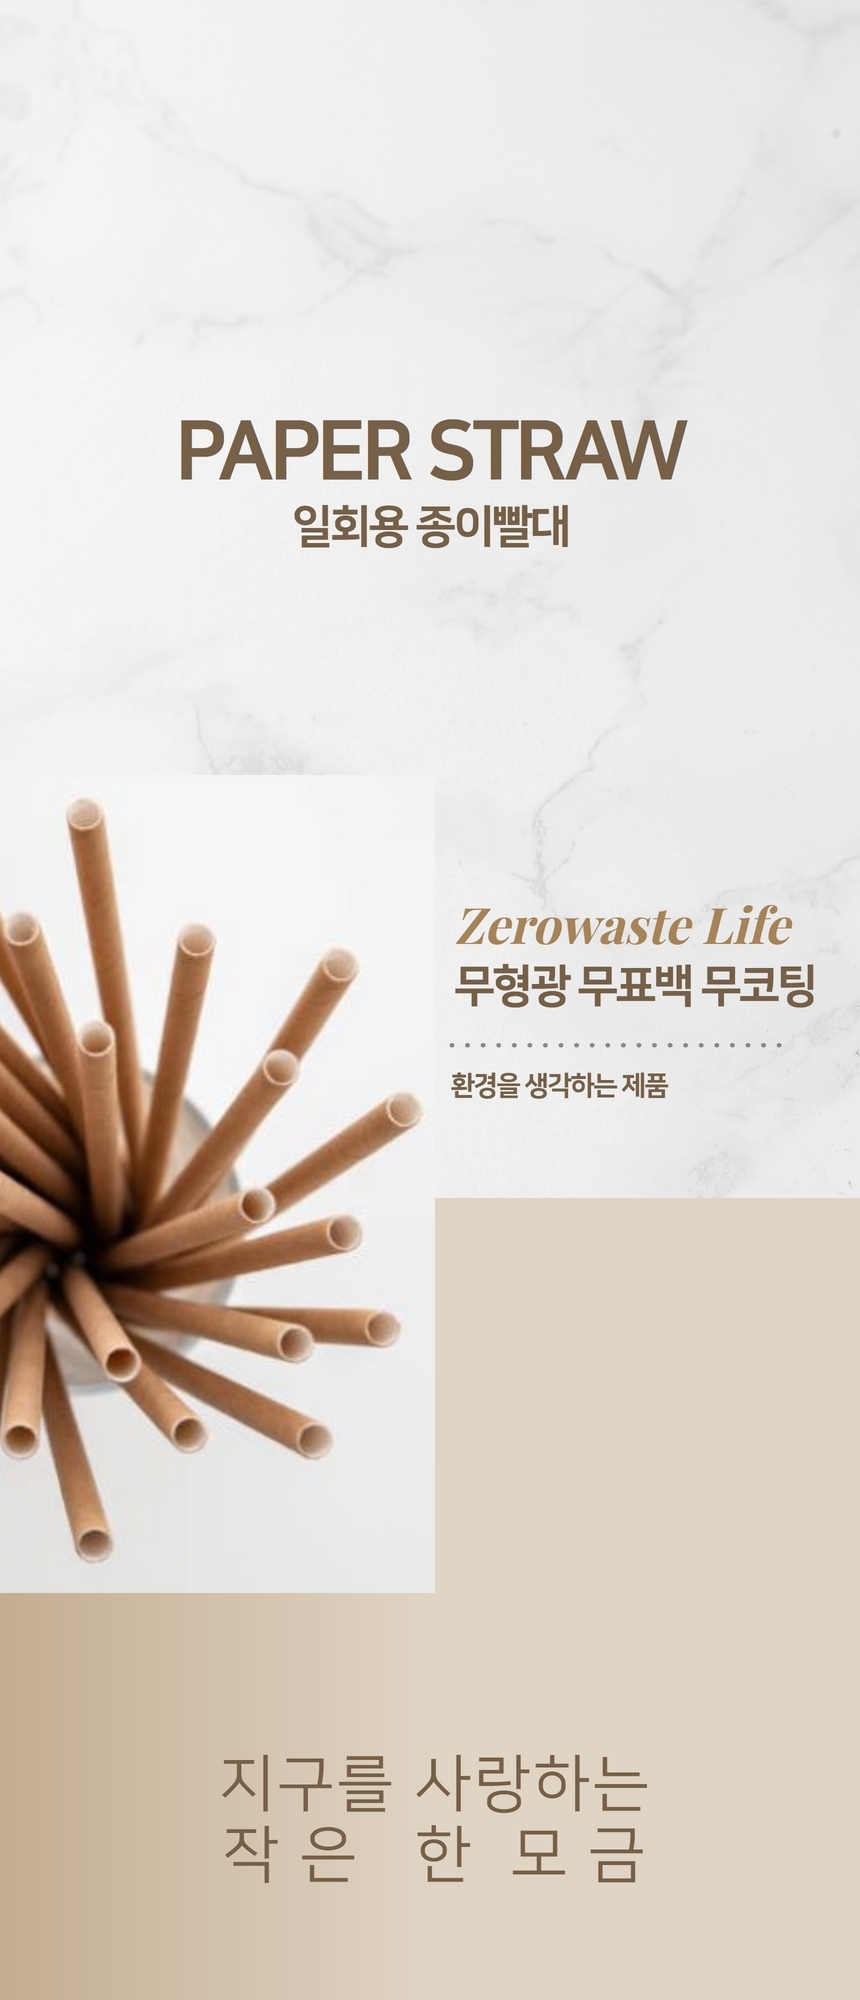 PAPER STRAW
일회용 종이빨대
Zerowaste Life
무형광 무표백 무코팅
환경을 생각하는 제품
지구를 사랑하는
작은 한 모금